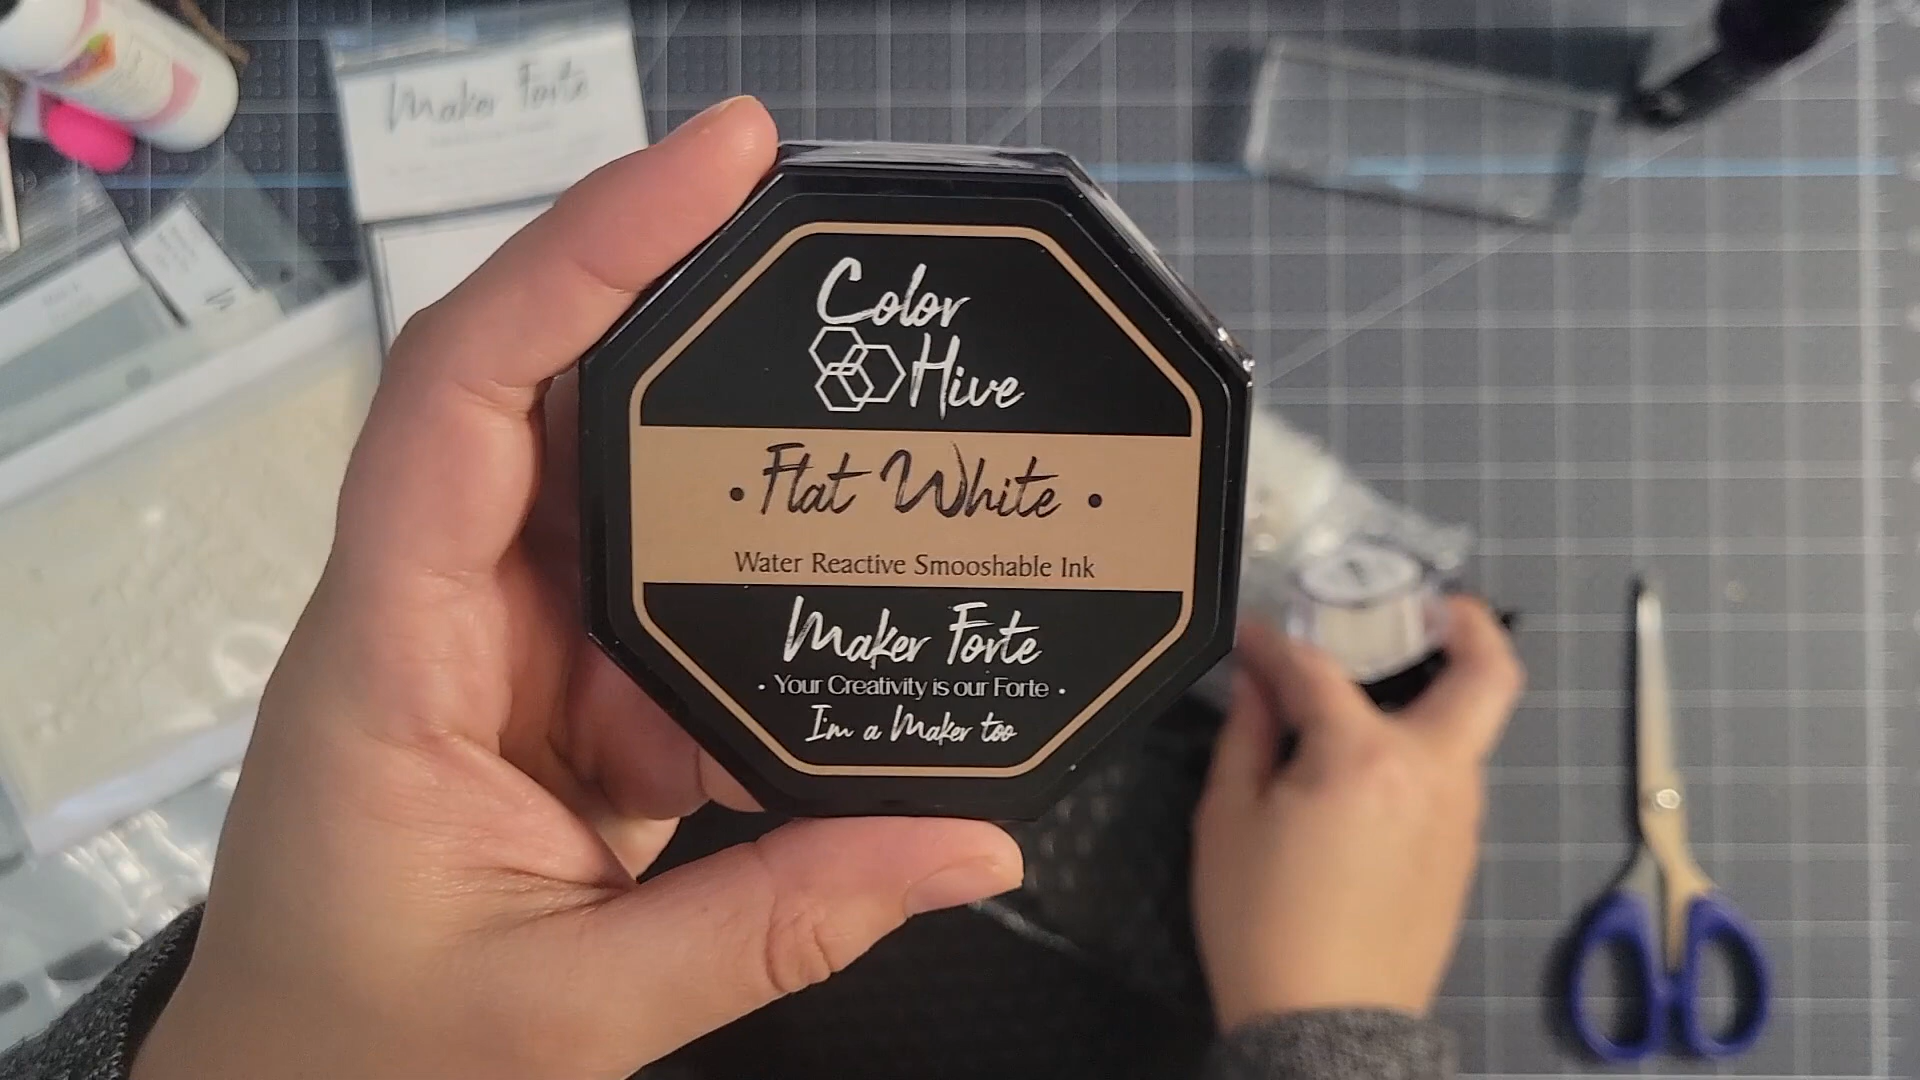 Maker Forte
Color
Hive
• Flat White •
Water Reactive Smooshable Ink
Maker Forte
• Your Creativity is our Forte •
I'm a Maker too